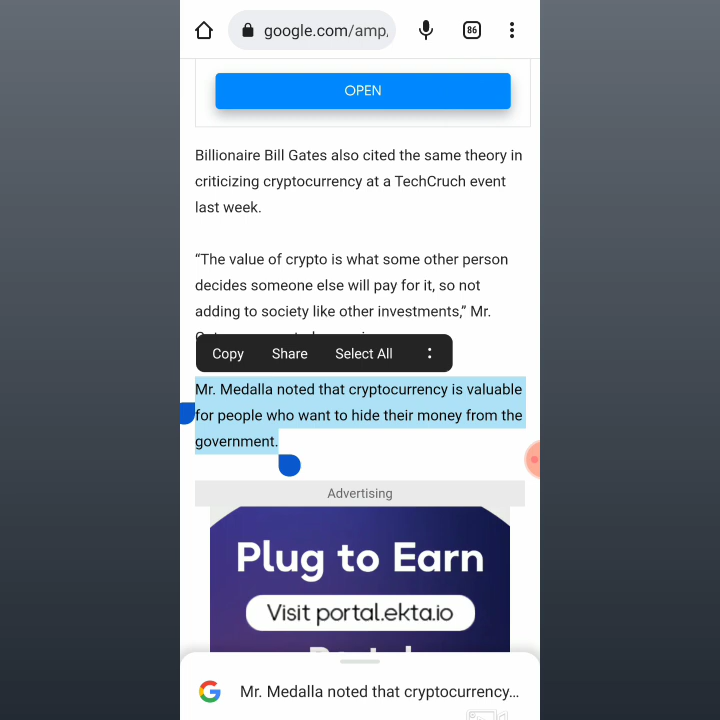 google.com/amp
86
OPEN
Billionaire Bill Gates also cited the same theory in
criticizing cryptocurrency at a TechCruch event
last week.
“The value of crypto is what some other person
decides someone else will pay for it, so not
adding to society like other investments,” Mr.
Copy Share Select All
Mr. Medalla noted that cryptocurrency is valuable
for people who want to hide their money from the
government.
Advertising
Plug to Earn
Visit portal.ekta.io
Mr. Medalla noted that cryptocurrency...